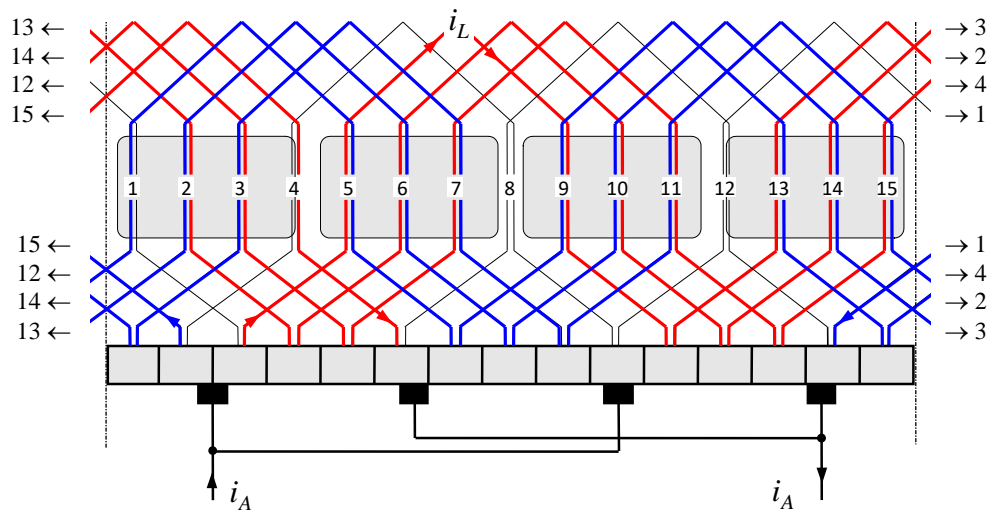 13 ← i_L → 3
14 ← → 2
12 ← → 4
15 ← → 1
1 2 3 4 5 6 7 8 9 10 11 12 13 14 15
15 ← → 1
12 ← → 4
14 ← → 2
13 ← → 3
i_A i_A